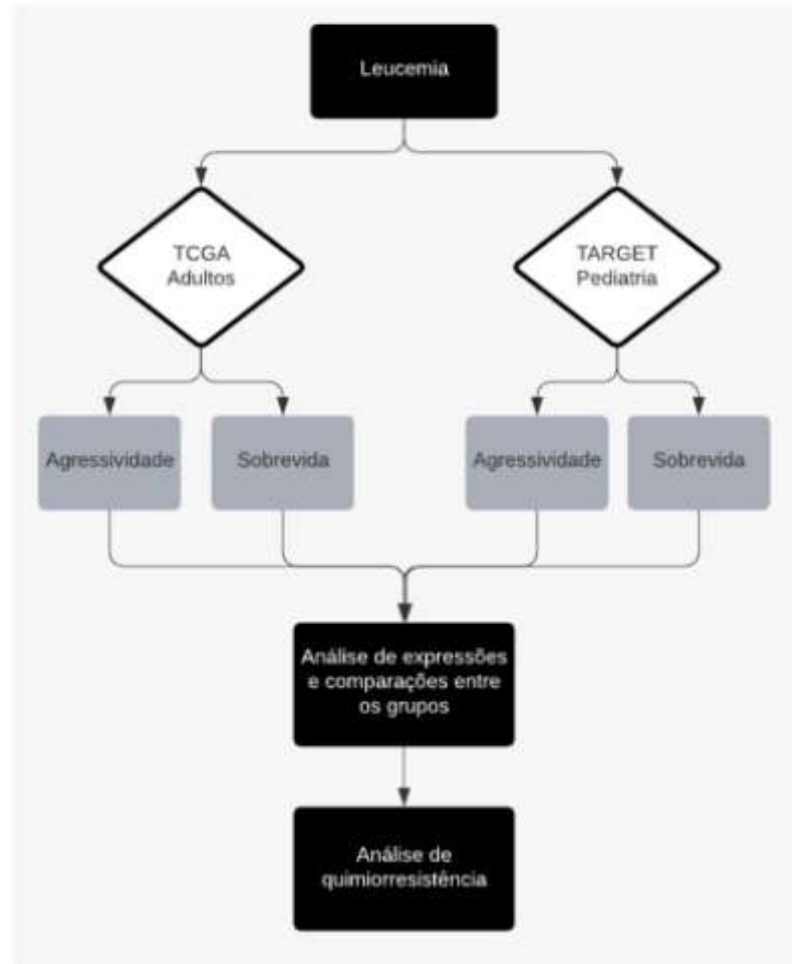 Leucemia
TCGA
Adultos
TARGET
Pediatria
Agressividade
Sobrevida
Agressividade
Sobrevida
Análise de expressões
e comparações entre
os grupos
Análise de
quimiorresistência